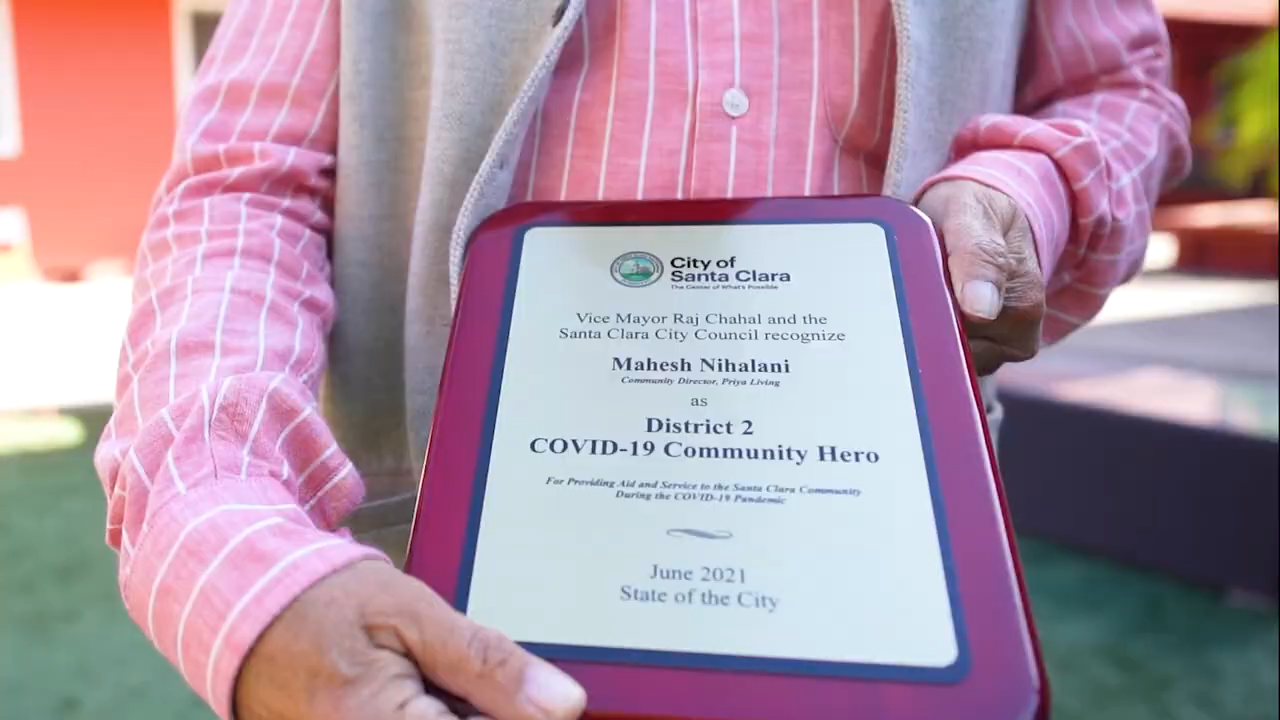 City of
Santa Clara
The Center of What's Possible
Vice Mayor Raj Chahal and the
Santa Clara City Council recognize
Mahesh Nihalani
Community Director, Priya Living
as
District 2
COVID-19 Community Hero
For Providing Aid and Service to the Santa Clara Community
During the COVID-19 Pandemic
June 2021
State of the City